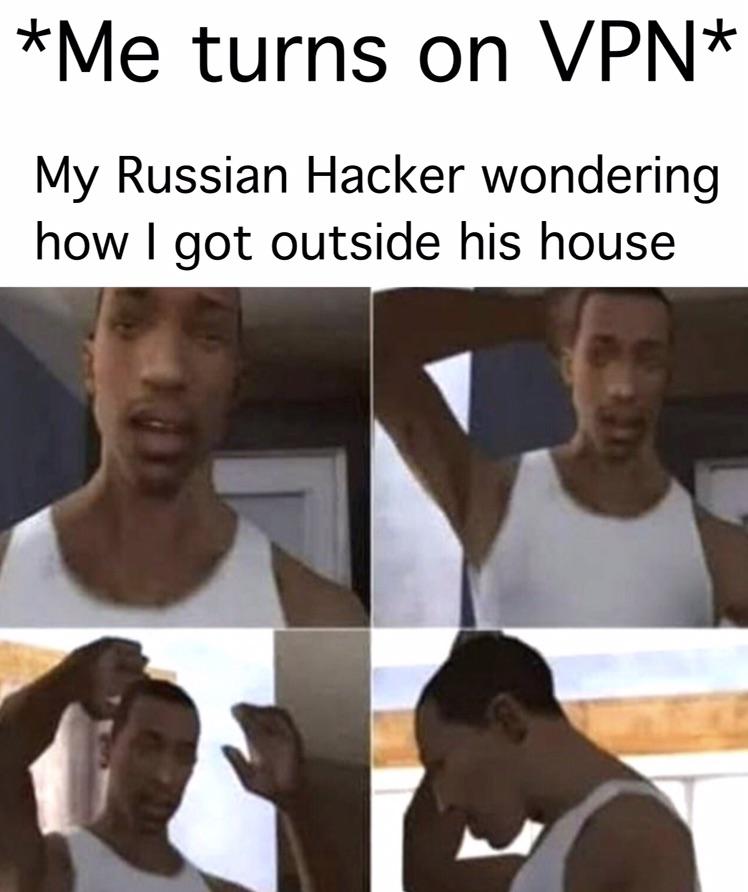 *Me turns on VPN*
My Russian Hacker wondering
how I got outside his house